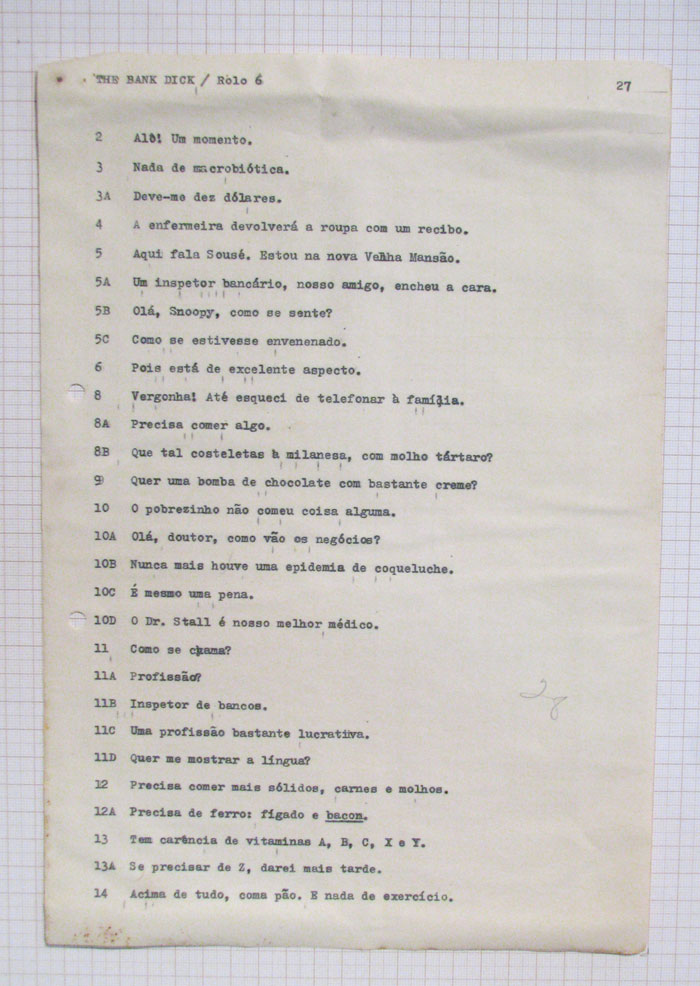 THE BANK DICK / Rolo 6
27
2 Alô! Um momento.
3 Nada de macrobiótica.
3A Deve-me dez dólares.
4 A enfermeira devolverá a roupa com um recibo.
5 Aqui fala Sousé. Estou na nova Velha Mansão.
5A Um inspetor bancário, nosso amigo, encheu a cara.
5B Olá, Snoopy, como se sente?
5C Como se estivesse envenenado.
6 Pois está de excelente aspecto.
8 Vergonha! Até esqueci de telefonar à família.
8A Precisa comer algo.
8B Que tal costeletas à milanesa, com molho tártaro?
9 Quer uma bomba de chocolate com bastante creme?
10 O pobrezinho não comeu coisa alguma.
10A Olá, doutor, como vão os negócios?
10B Nunca mais houve uma epidemia de coqueluche.
10C É mesmo uma pena.
10D O Dr. Stall é nosso melhor médico.
11 Como se chama?
11A Profissão?
11B Inspetor de bancos.
11C Uma profissão bastante lucrativa.
11D Quer me mostrar a língua?
12 Precisa comer mais sólidos, carnes e molhos.
12A Precisa de ferro: fígado e bacon.
13 Tem carência de vitaminas A, B, C, X e Y.
13A Se precisar de Z, darei mais tarde.
14 Acima de tudo, coma pão. E nada de exercício.